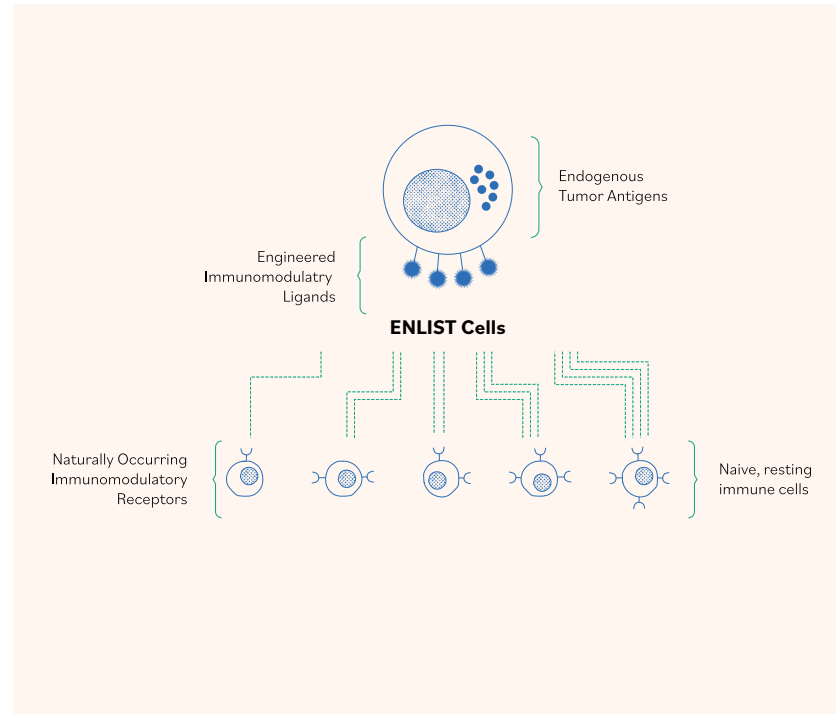 Endogenous
Tumor Antigens
Engineered
Immunomodulatry
Ligands
ENLIST Cells
Naturally Occurring
Immunomodulatory
Receptors
Naive, resting
immune cells